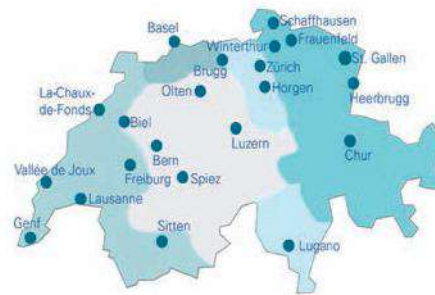 Schaffhausen
Basel
Winterthur
Frauenfeld
St. Gallen
Brugg
Zürich
La-Chaux-
de-Fonds
Olten
Horgen
Heerbrugg
Biel
Luzern
Bern
Chur
Vallée de Joux
Freiburg
Spiez
Lausanne
Genf
Sitten
Lugano